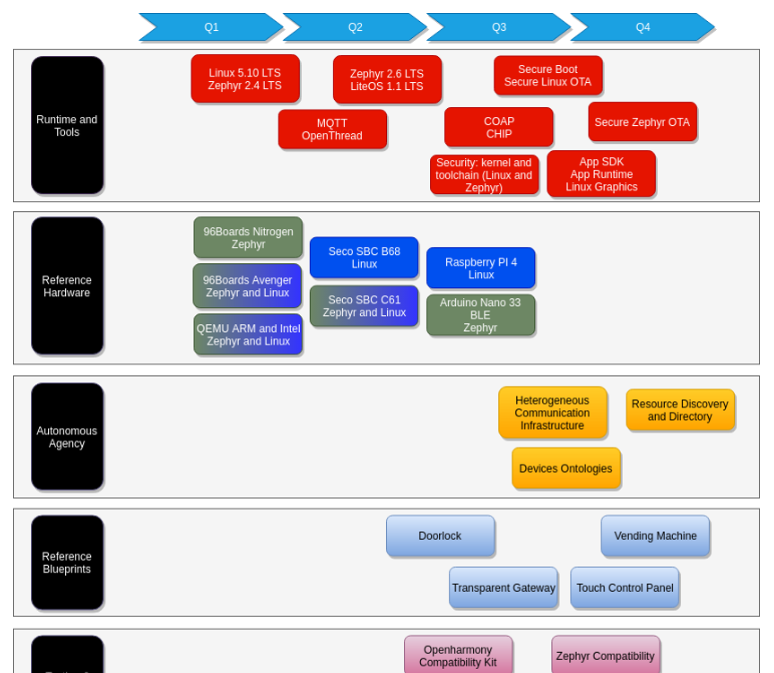 Q1
Q2
Q3
Q4
Runtime and
Tools
Linux 5.10 LTS
Zephyr 2.4 LTS
Zephyr 2.6 LTS
LiteOS 1.1 LTS
Secure Boot
Secure Linux OTA
MQTT
OpenThread
COAP
CHIP
Secure Zephyr OTA
Security: kernel and
toolchain (Linux and
Zephyr)
App SDK
App Runtime
Linux Graphics
Reference
Hardware
96Boards Nitrogen
Zephyr
96Boards Avenger
Zephyr and Linux
QEMU ARM and Intel
Zephyr and Linux
Seco SBC B68
Linux
Seco SBC C61
Zephyr and Linux
Raspberry PI 4
Linux
Arduino Nano 33
BLE
Zephyr
Autonomous
Agency
Heterogeneous
Communication
Infrastructure
Resource Discovery
and Directory
Devices Ontologies
Reference
Blueprints
Doorlock
Vending Machine
Transparent Gateway
Touch Control Panel
Openharmony
Compatibility Kit
Zephyr Compatibility